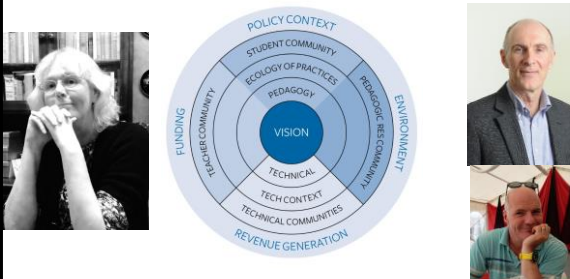 POLICY CONTEXT
STUDENT COMMUNITY
ECOLOGY OF PRACTICES
PEDAGOGY
FUNDING
TEACHER COMMUNITY
VISION
PEDAGOGIC RES COMMUNITY
ENVIRONMENT
TECHNICAL
TECH CONTEXT
TECHNICAL COMMUNITIES
REVENUE GENERATION